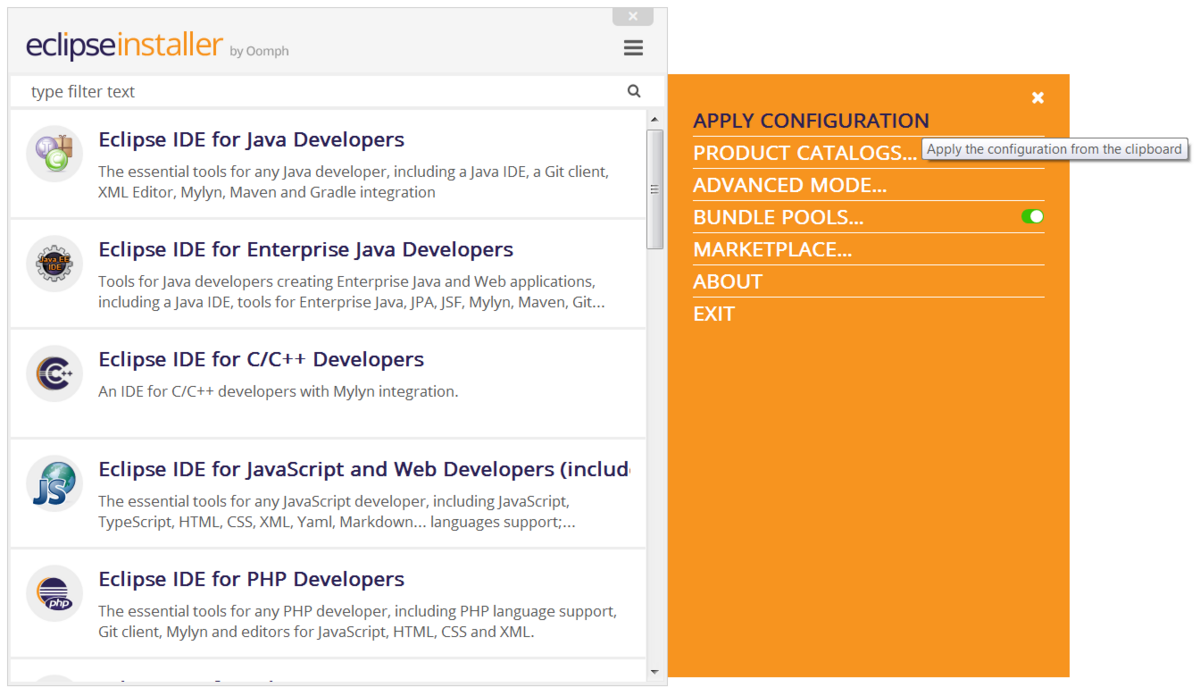 eclipseinstaller by Oomph
type filter text
Eclipse IDE for Java Developers
The essential tools for any Java developer, including a Java IDE, a Git client,
XML Editor, Mylyn, Maven and Gradle integration
Java EE
IDE
Eclipse IDE for Enterprise Java Developers
Tools for Java developers creating Enterprise Java and Web applications,
including a Java IDE, tools for Enterprise Java, JPA, JSF, Mylyn, Maven, Git...
C++
Eclipse IDE for C/C++ Developers
An IDE for C/C++ developers with Mylyn integration.
JS
Eclipse IDE for JavaScript and Web Developers (includ
The essential tools for any JavaScript developer, including JavaScript,
TypeScript, HTML, CSS, XML, Yaml, Markdown... languages support;...
php
Eclipse IDE for PHP Developers
The essential tools for any PHP developer, including PHP language support,
Git client, Mylyn and editors for JavaScript, HTML, CSS and XML.
APPLY CONFIGURATION
PRODUCT CATALOGS...
Apply the configuration from the clipboard
ADVANCED MODE...
BUNDLE POOLS...
MARKETPLACE...
ABOUT
EXIT